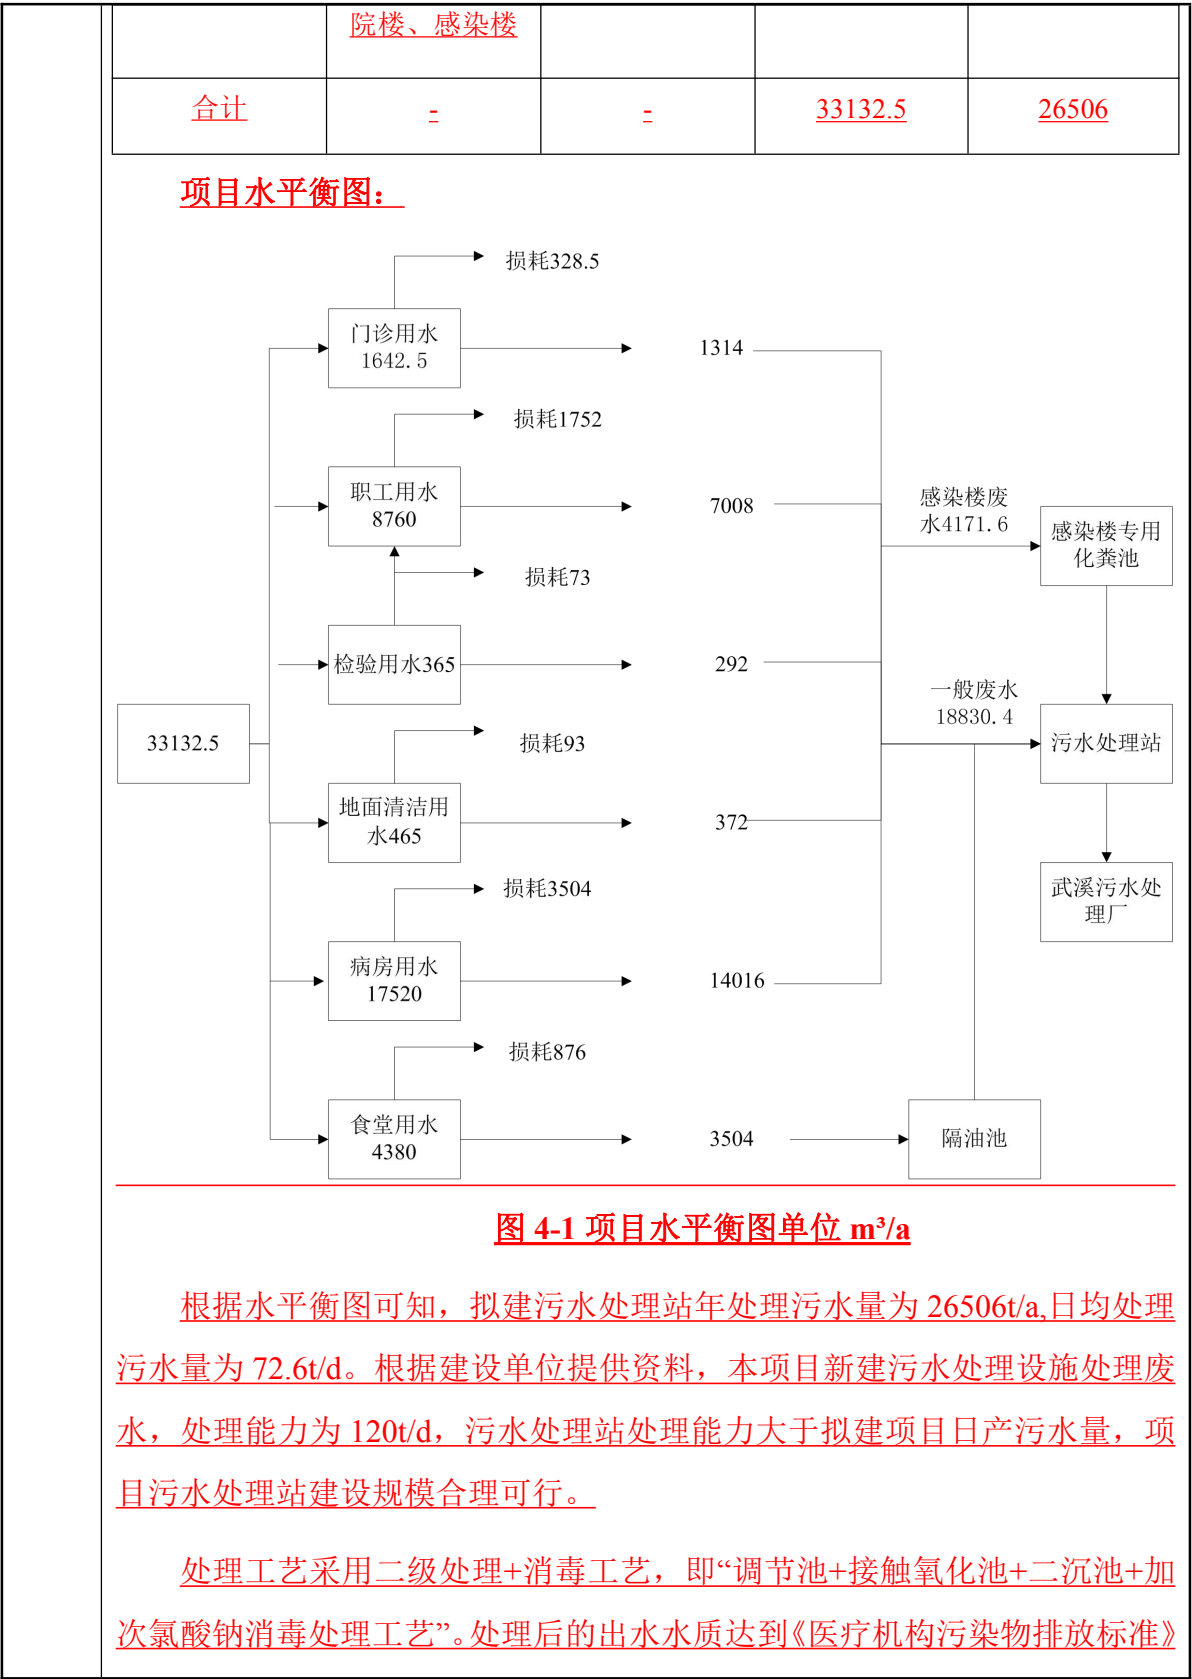 院楼、感染楼
合计 - - 33132.5 26506
项目水平衡图：
损耗328.5
门诊用水
1642.5
1314
损耗1752
职工用水
8760
7008
感染楼废
水4171.6
感染楼专用
化粪池
损耗73
检验用水365
292
一般废水
18830.4
33132.5
损耗93
污水处理站
地面清洁用
水465
372
损耗3504
武溪污水处
理厂
病房用水
17520
14016
损耗876
食堂用水
4380
3504
隔油池
图 4-1 项目水平衡图单位 m³/a
根据水平衡图可知，拟建污水处理站年处理污水量为 26506t/a,日均处理
污水量为 72.6t/d。根据建设单位提供资料，本项目新建污水处理设施处理废
水，处理能力为 120t/d，污水处理站处理能力大于拟建项目日产污水量，项
目污水处理站建设规模合理可行。
处理工艺采用二级处理+消毒工艺，即“调节池+接触氧化池+二沉池+加
次氯酸钠消毒处理工艺”。处理后的出水水质达到《医疗机构污染物排放标准》